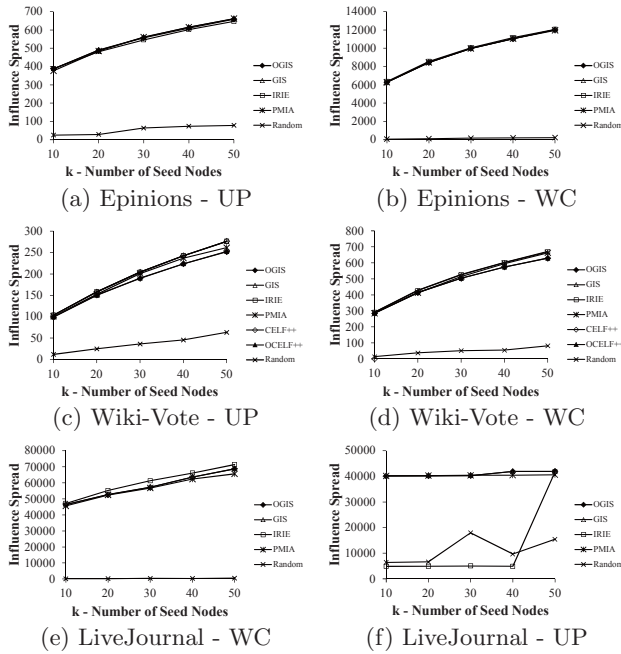 700
600
500
400
300
200
100
0
Influence Spread
10 20 30 40 50
k - Number of Seed Nodes
OGIS
GIS
IRIE
PMIA
Random
(a) Epinions - UP
14000
12000
10000
8000
6000
4000
2000
0
Influence Spread
10 20 30 40 50
k - Number of Seed Nodes
OGIS
GIS
IRIE
PMIA
Random
(b) Epinions - WC
300
250
200
150
100
50
0
Influence Spread
10 20 30 40 50
k - Number of Seed Nodes
OGIS
GIS
IRIE
PMIA
CELF++
OCELF++
Random
(c) Wiki-Vote - UP
800
700
600
500
400
300
200
100
0
Influence Spread
10 20 30 40 50
k - Number of Seed Nodes
OGIS
GIS
IRIE
PMIA
CELF++
OCELF++
Random
(d) Wiki-Vote - WC
80000
70000
60000
50000
40000
30000
20000
10000
0
Influence Spread
10 20 30 40 50
k - Number of Seed Nodes
OGIS
GIS
IRIE
PMIA
Random
(e) LiveJournal - WC
50000
40000
30000
20000
10000
0
Influence Spread
10 20 30 40 50
k - Number of Seed Nodes
OGIS
GIS
IRIE
PMIA
Random
(f) LiveJournal - UP